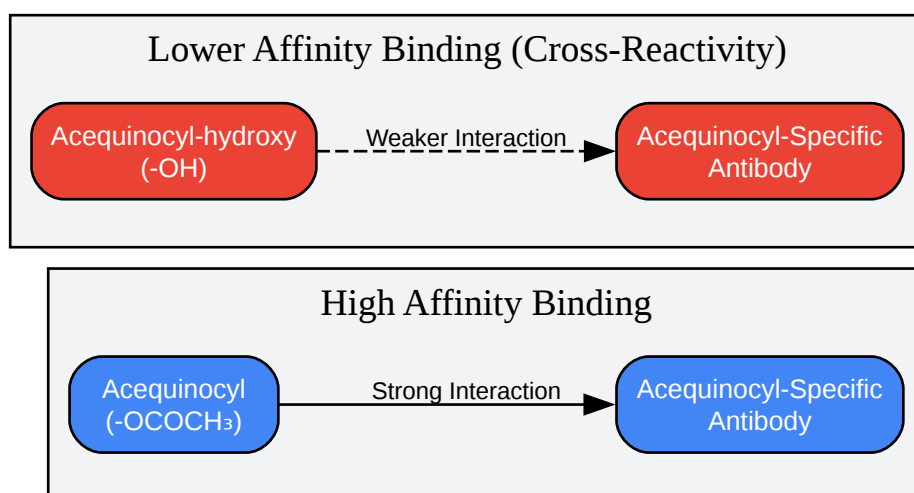 Lower Affinity Binding (Cross-Reactivity)
Acequinocyl-hydroxy
(-OH)
Weaker Interaction
Acequinocyl-Specific
Antibody
High Affinity Binding
Acequinocyl
(-OCOCH₃)
Strong Interaction
Acequinocyl-Specific
Antibody